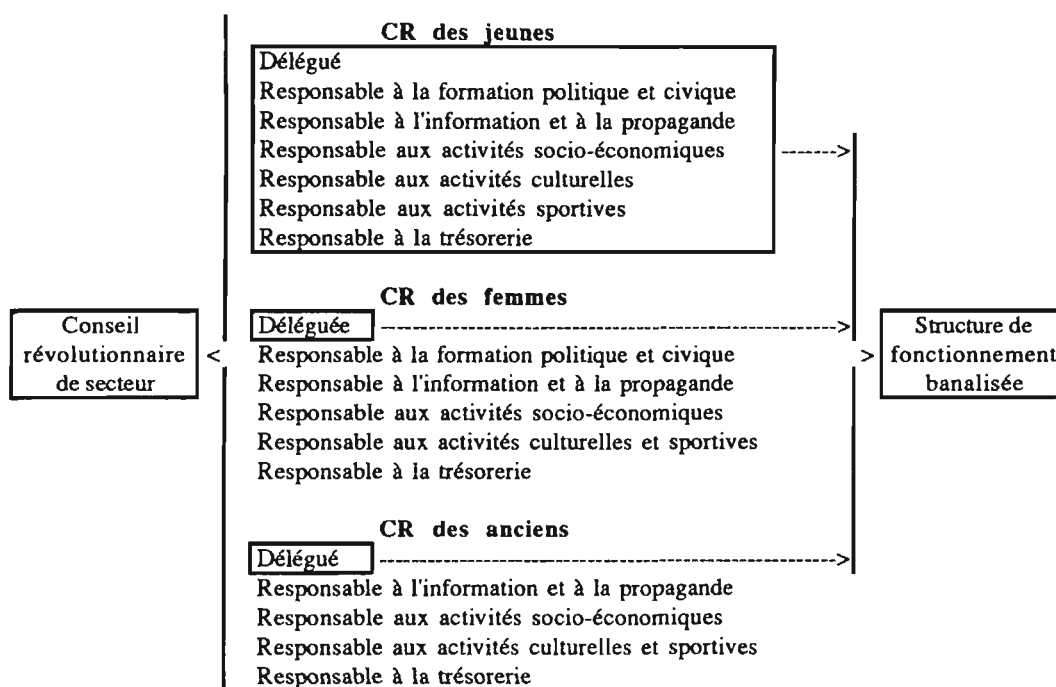 CR des jeunes
Délégué
Responsable à la formation politique et civique
Responsable à l'information et à la propagande
Responsable aux activités socio-économiques
Responsable aux activités culturelles
Responsable aux activités sportives
Responsable à la trésorerie
CR des femmes
Déléguée
Responsable à la formation politique et civique
Responsable à l'information et à la propagande
Responsable aux activités socio-économiques
Responsable aux activités culturelles et sportives
Responsable à la trésorerie
CR des anciens
Délégué
Responsable à l'information et à la propagande
Responsable aux activités socio-économiques
Responsable aux activités culturelles et sportives
Responsable à la trésorerie
Conseil
révolutionnaire
de secteur
Structure de
fonctionnement
banalisée